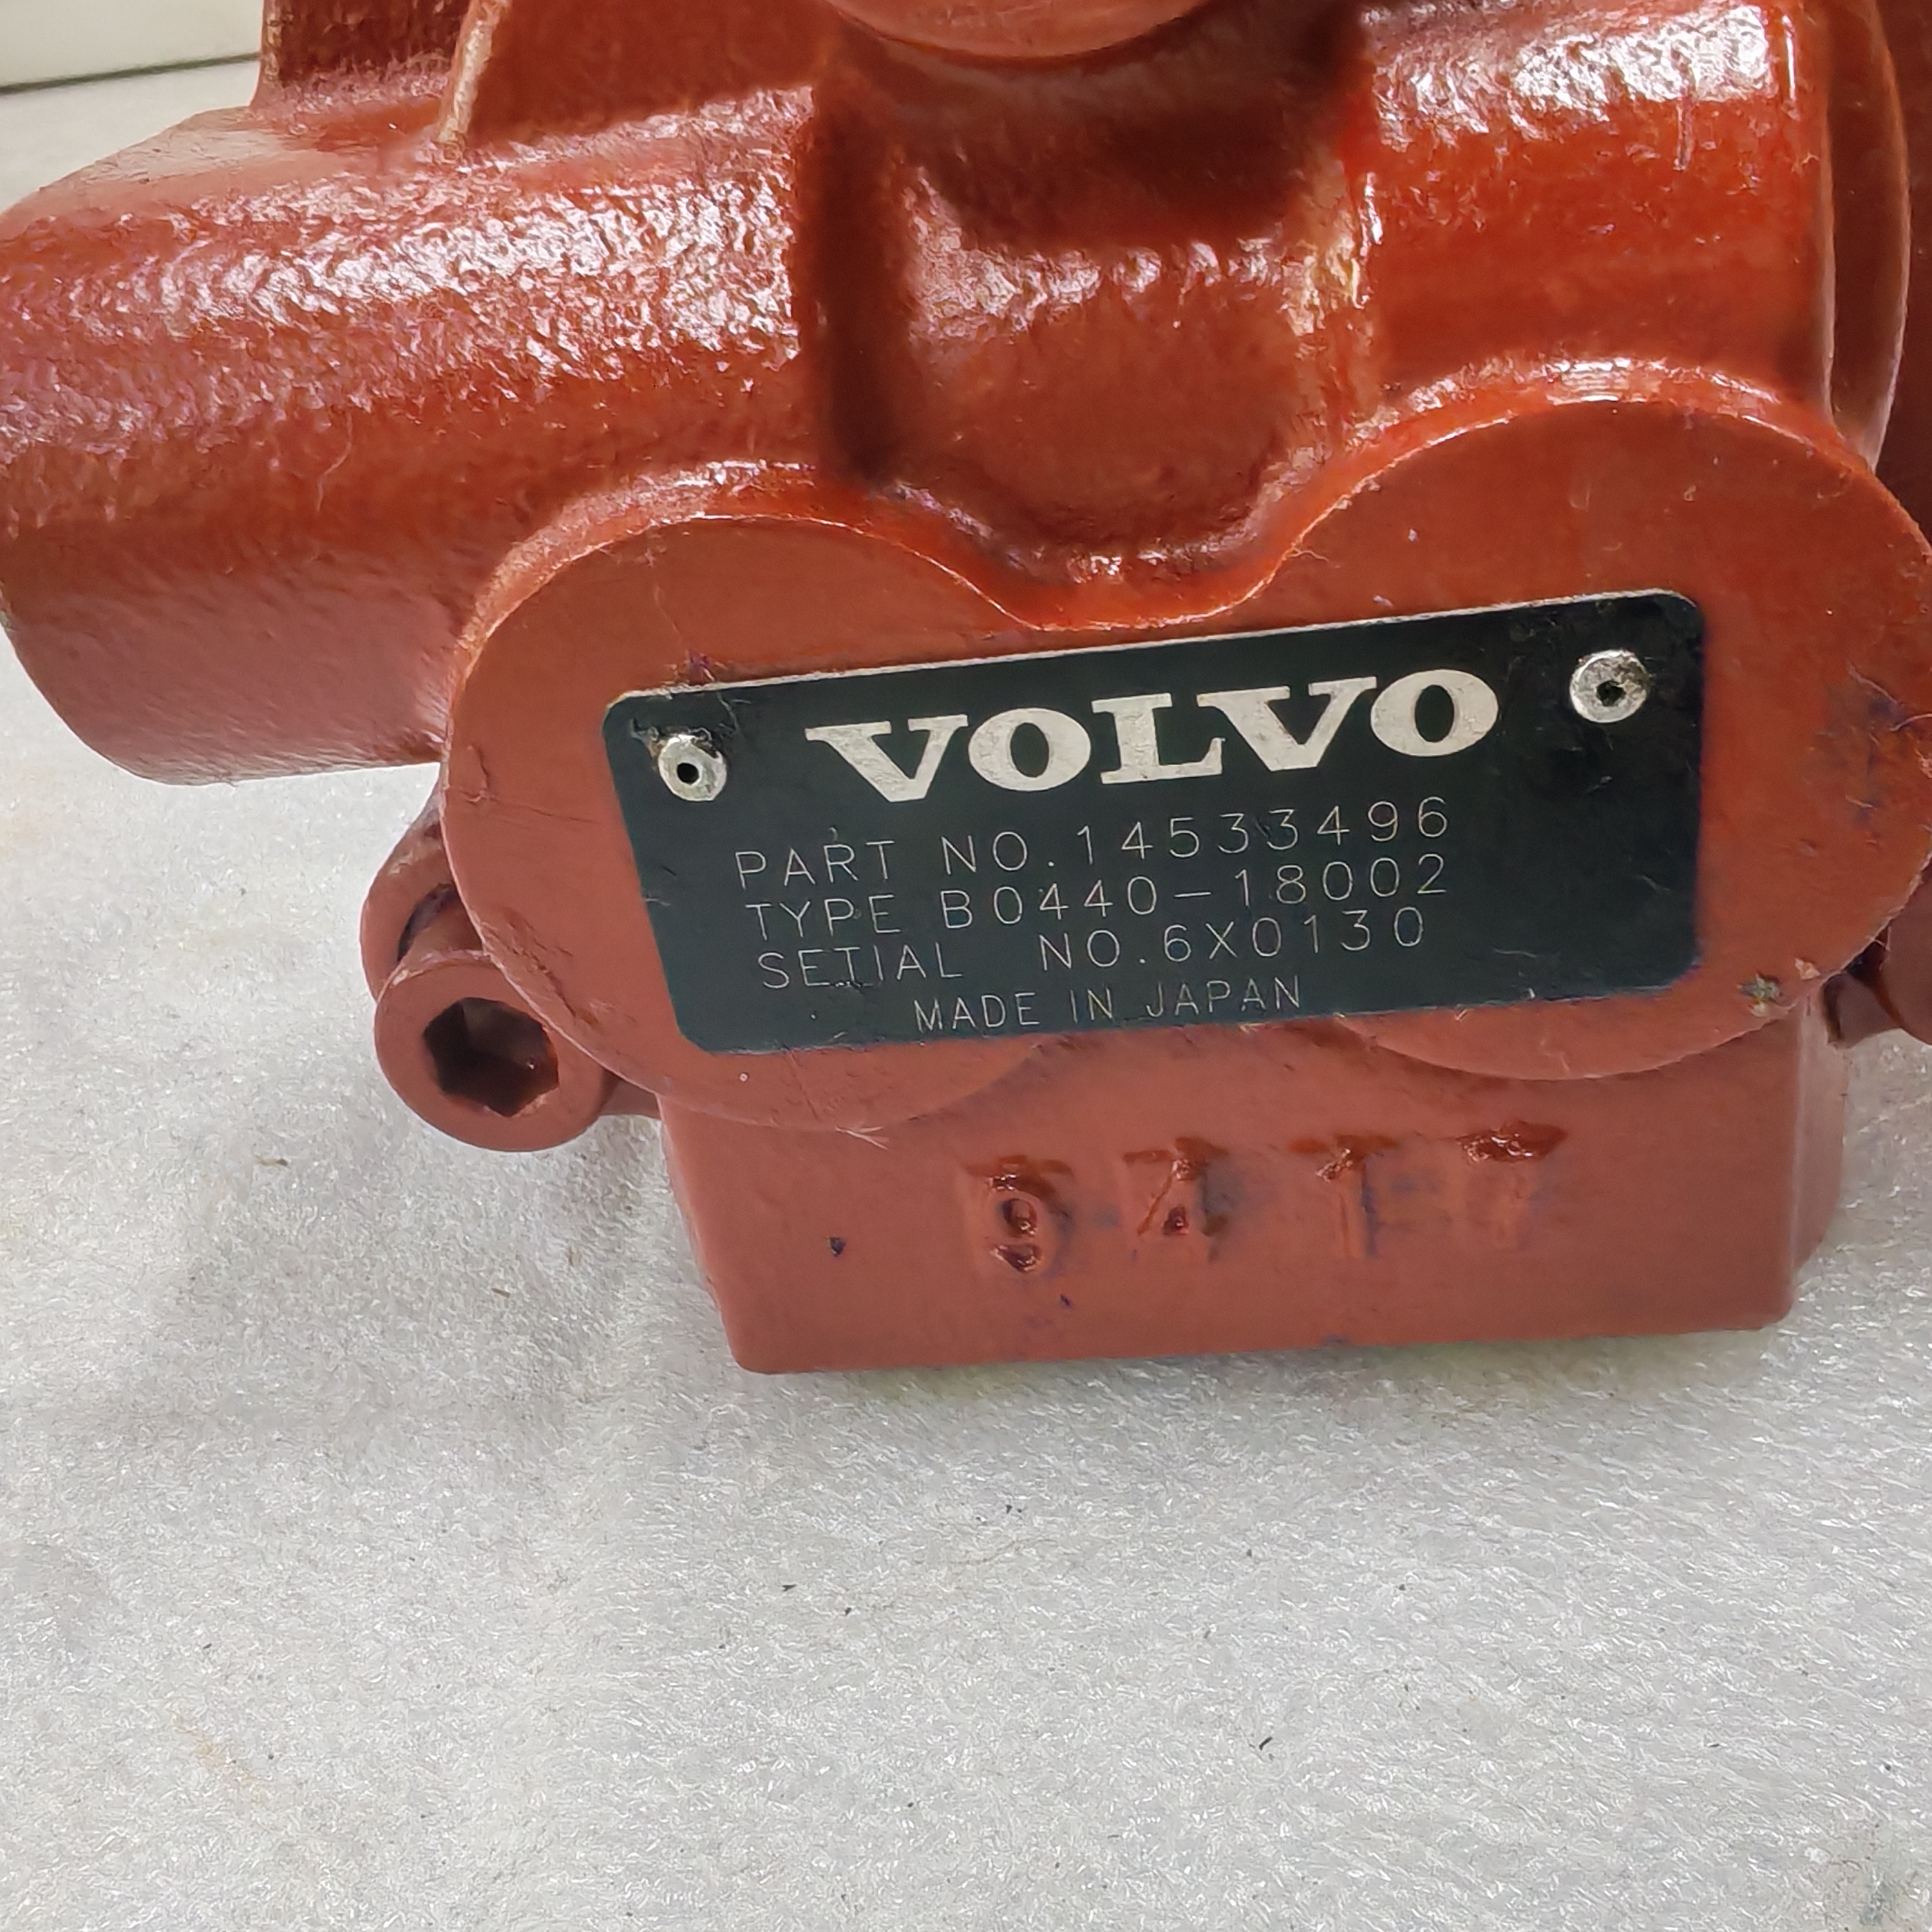 VOLVO
PART NO.14533496
TYPE B0440-18002
SETIAL NO.6X0130
MADE IN JAPAN